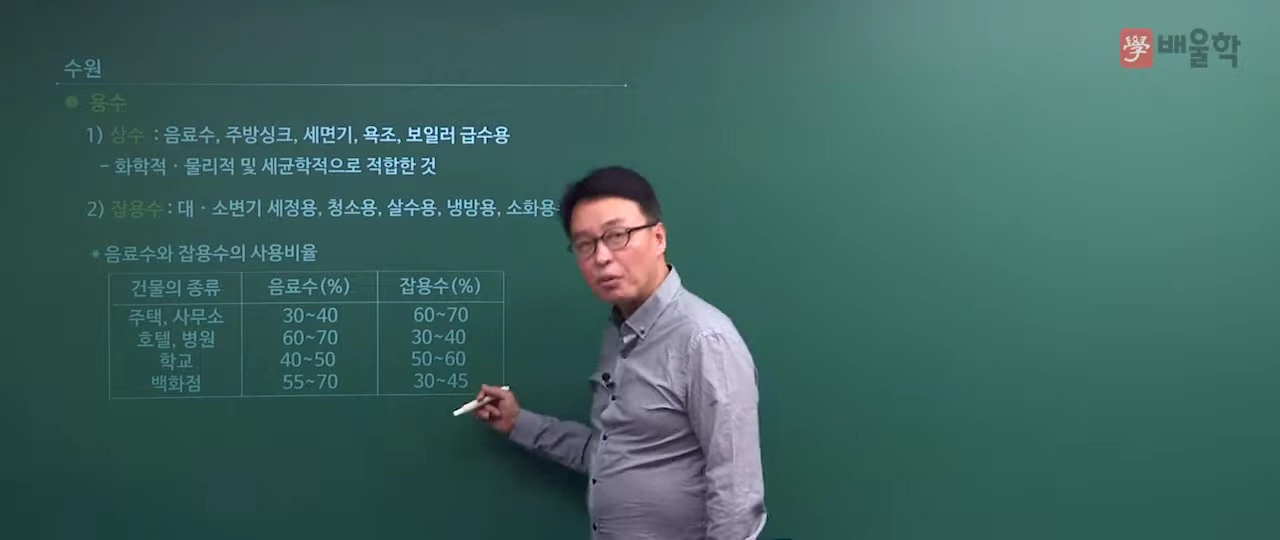 學 배울학
수원
● 용수
1) 상수 : 음료수, 주방싱크, 세면기, 욕조, 보일러 급수용
- 화학적 · 물리적 및 세균학적으로 적합한 것
2) 잡용수 : 대 · 소변기 세정용, 청소용, 살수용, 냉방용, 소화용
* 음료수와 잡용수의 사용비율
건물의 종류 음료수(%) 잡용수(%)
주택, 사무소 30~40 60~70
호텔, 병원 60~70 30~40
학교 40~50 50~60
백화점 55~70 30~45